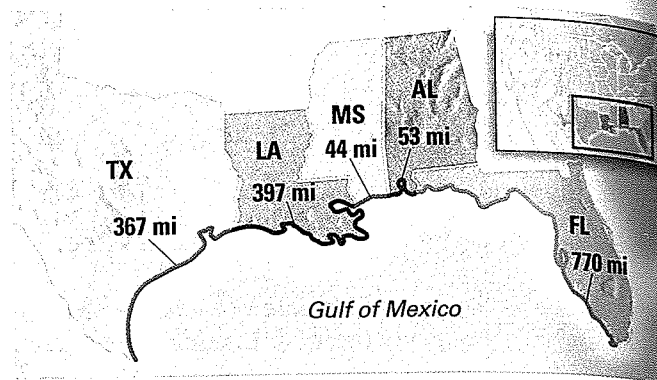 TX
367 mi
LA
397 mi
MS
44 mi
AL
53 mi
FL
770 mi
Gulf of Mexico